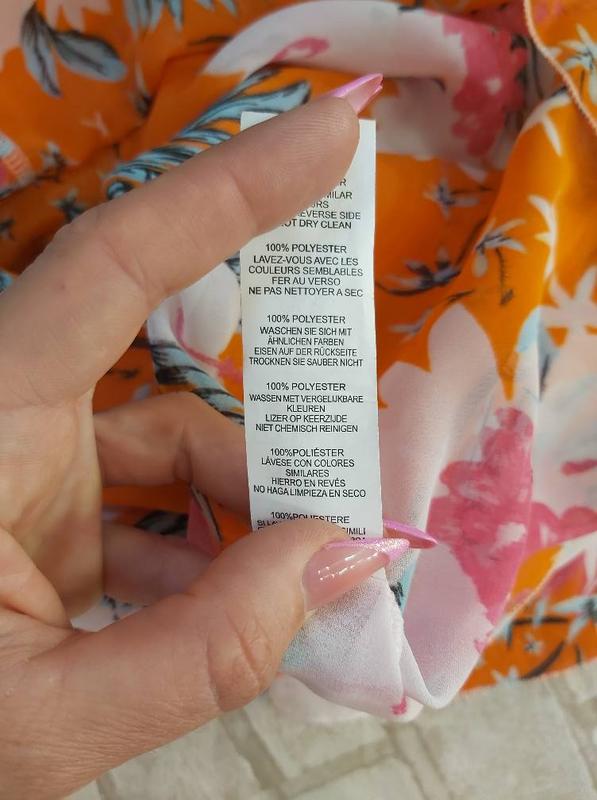 MILAR
REVERSE SIDE
NOT DRY CLEAN
100% POLYESTER
LAVEZ-VOUS AVEC LES
COULEURS SEMBLABLES
FER AU VERSO
NE PAS NETTOYER A SEC
100% POLYESTER
WASCHEN SIE SICH MIT
ÄHNLICHEN FARBEN
EISEN AUF DER RÜCKSEITE
TROCKNEN SIE SAUBER NICHT
100% POLYESTER
WASSEN MET VERGELIJKBARE
KLEUREN
IJZER OP KEERZIJDE
NIET CHEMISCH REINIGEN
100%POLIÉSTER
LÁVESE CON COLORES
SIMILARES
HIERRO EN REVÉS
NO HAGA LIMPIEZA EN SECO
100%POLIESTERE
SIMILI